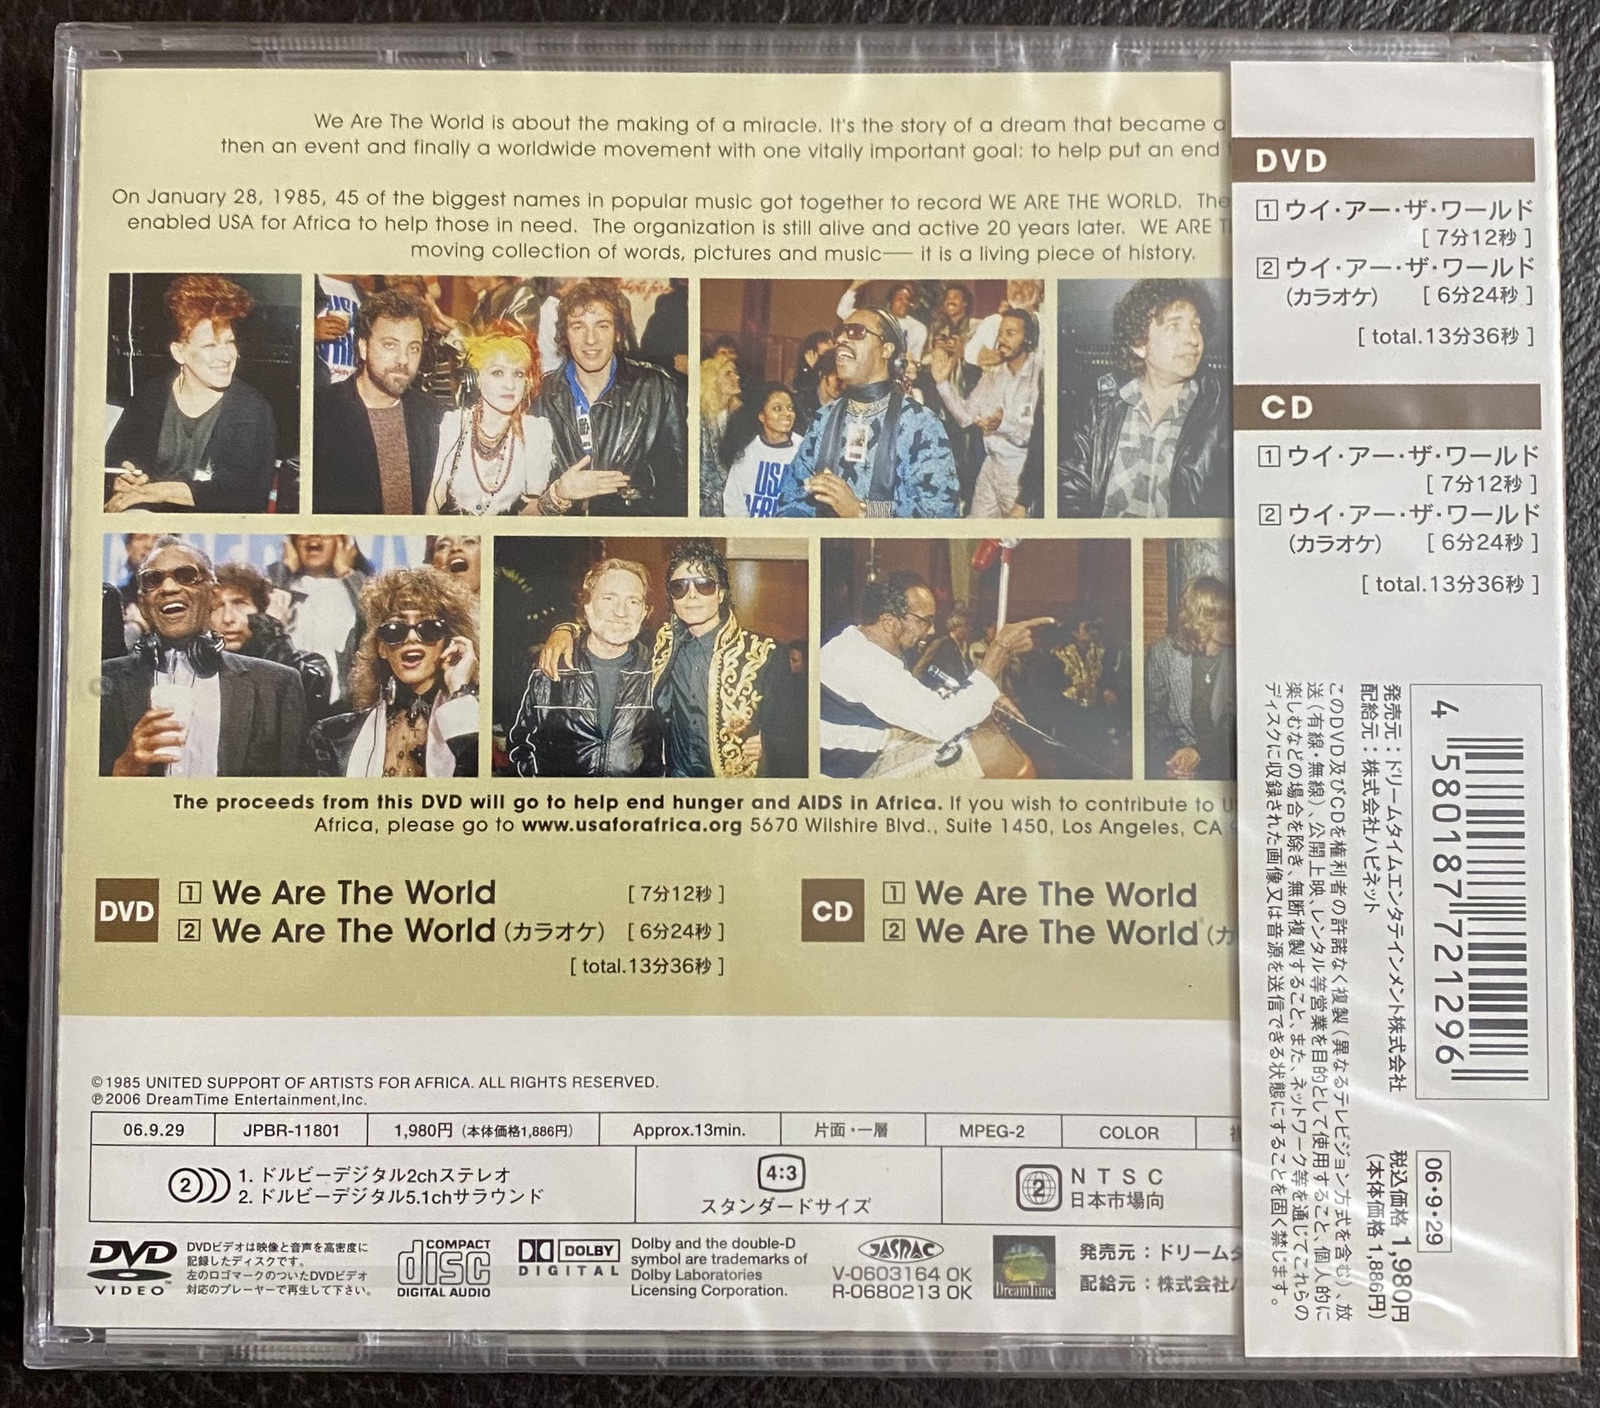 We Are The World is about the making of a miracle. It's the story of a dream that became a
then an event and finally a worldwide movement with one vitally important goal: to help put an end
On January 28, 1985, 45 of the biggest names in popular music got together to record WE ARE THE WORLD. The
enabled USA for Africa to help those in need. The organization is still alive and active 20 years later. WE ARE
moving collection of words, pictures and music— it is a living piece of history.
The proceeds from this DVD will go to help end hunger and AIDS in Africa. If you wish to contribute to
Africa, please go to www.usaforafrica.org 5670 Wilshire Blvd., Suite 1450, Los Angeles, CA
DVD
1 We Are The World [7分12秒]
2 We Are The World (カラオケ) [6分24秒]
[total.13分36秒]
CD
1 We Are The World
2 We Are The World (カ
©1985 UNITED SUPPORT OF ARTISTS FOR AFRICA. ALL RIGHTS RESERVED.
℗2006 DreamTime Entertainment,Inc.
06.9.29 JPBR-11801 1,980円 (本体価格1,886円) Approx.13min. 片面・一層 MPEG-2 COLOR
2 1. ドルビーデジタル2chステレオ
2. ドルビーデジタル5.1chサラウンド
4:3
スタンダードサイズ
2 NTSC
日本市場向
DVD VIDEO
DVDビデオは映像と音声を高密度に
記録したディスクです。
左のロゴマークのついたDVDビデオ
対応のプレーヤーで再生して下さい。
COMPACT disc DIGITAL AUDIO
DOLBY DIGITAL
Dolby and the double-D
symbol are trademarks of
Dolby Laboratories
Licensing Corporation.
JASRAC
V-0603164 OK
R-0680213 OK
DreamTime
発売元：ドリームタ
配給元：株式会社ハ
DVD
1 ウイ・アー・ザ・ワールド
[7分12秒]
2 ウイ・アー・ザ・ワールド
(カラオケ) [6分24秒]
[total.13分36秒]
CD
1 ウイ・アー・ザ・ワールド
[7分12秒]
2 ウイ・アー・ザ・ワールド
(カラオケ) [6分24秒]
[total.13分36秒]
4 580187 721296
06・9・29
税込価格 1,980円
(本体価格 1,886円)
発売元：ドリームタイムエンタテインメント株式会社
配給元：株式会社ハピネット
このDVD及びCDを権利者の許諾なく複製(異なるテレビジョン方式を含む)、放
送(有線・無線)、公開上映、レンタル等営業を目的として使用すること、個人的に
楽しむなどの場合を除き、無断複製すること、また、ネットワーク等を通じてこれらの
ディスクに収録された画像又は音源を送信できる状態にすることを固く禁じます。